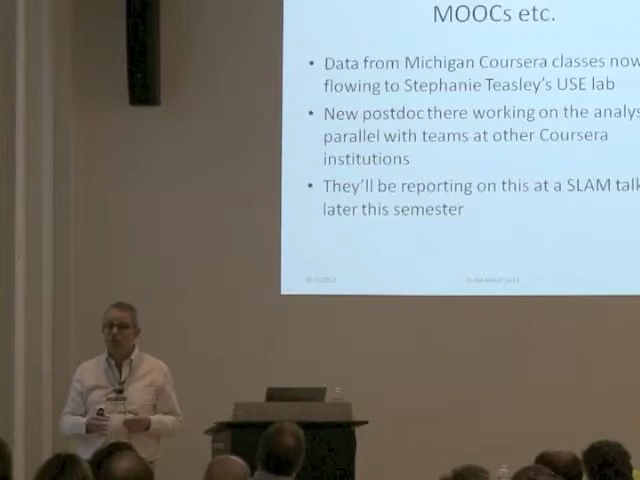 MOOCs etc.
• Data from Michigan Coursera classes now
flowing to Stephanie Teasley's USE lab
• New postdoc there working on the analys
parallel with teams at other Coursera
institutions
• They'll be reporting on this at a SLAM talk
later this semester